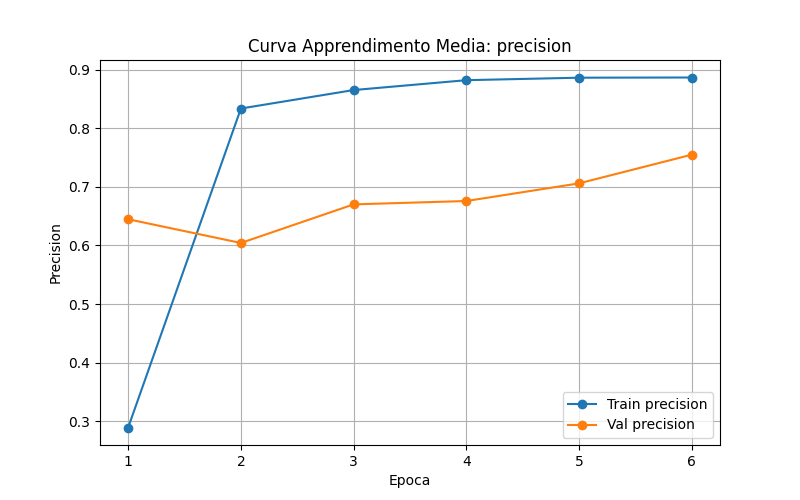 Curva Apprendimento Media: precision
Precision
0.9
0.8
0.7
0.6
0.5
0.4
0.3
1 2 3 4 5 6
Epoca
Train precision
Val precision